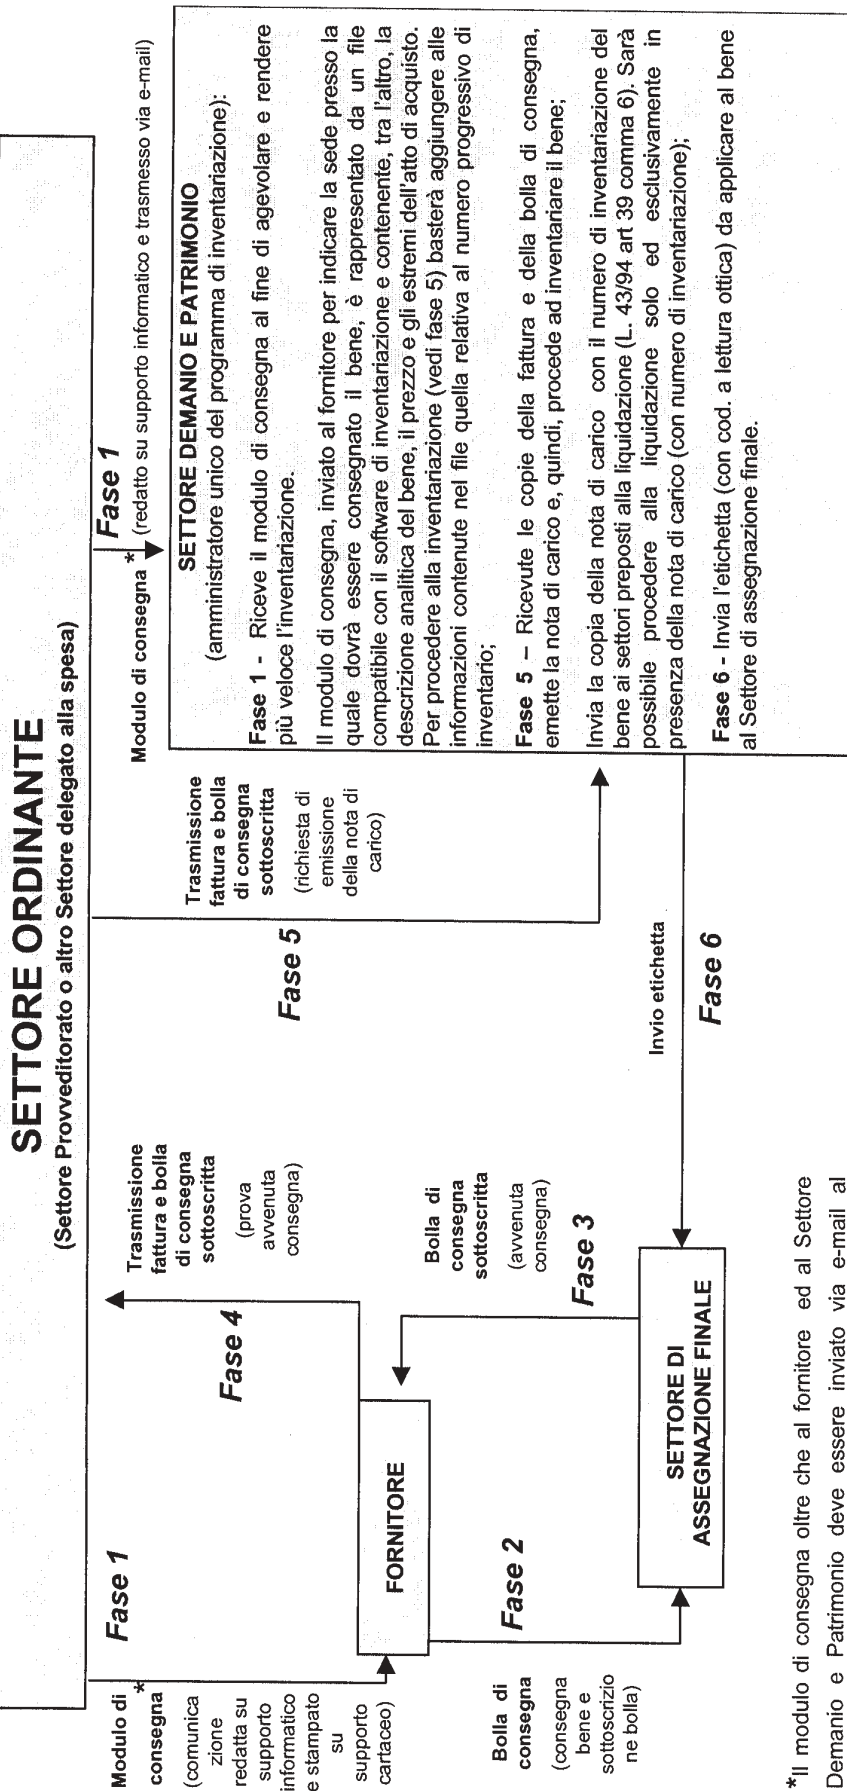 SETTORE ORDINANTE
(Settore Provveditorato o altro Settore delegato alla spesa)
Fase 1
Modulo di
consegna *
(comunica
zione
redatta su
supporto
informatico
e stampato
su
supporto
cartaceo)
FORNITORE
Fase 2
Bolla di
consegna
(consegna
bene e
sottoscrizio
ne bolla)
SETTORE DI
ASSEGNAZIONE FINALE
Bolla di
consegna
sottoscritta
(avvenuta
consegna)
Fase 3
Trasmissione
fattura e bolla
di consegna
sottoscritta
(prova
avvenuta
consegna)
Fase 4
Trasmissione
fattura e bolla
di consegna
sottoscritta
(richiesta di
emissione
della nota di
carico)
Fase 5
Invio etichetta
Fase 6
Fase 1
Modulo di consegna * (redatto su supporto informatico e trasmesso via e-mail)
SETTORE DEMANIO E PATRIMONIO
(amministratore unico del programma di inventariazione):
Fase 1 - Riceve il modulo di consegna al fine di agevolare e rendere
più veloce l'inventariazione.
Il modulo di consegna, inviato al fornitore per indicare la sede presso la
quale dovrà essere consegnato il bene, è rappresentato da un file
compatibile con il software di inventariazione e contenente, tra l'altro, la
descrizione analitica del bene, il prezzo e gli estremi dell'atto di acquisto.
Per procedere alla inventariazione (vedi fase 5) basterà aggiungere alle
informazioni contenute nel file quella relativa al numero progressivo di
inventario;
Fase 5 – Ricevute le copie della fattura e della bolla di consegna,
emette la nota di carico e, quindi, procede ad inventariare il bene;
Invia la copia della nota di carico con il numero di inventariazione del
bene ai settori preposti alla liquidazione (L. 43/94 art 39 comma 6). Sarà
possibile procedere alla liquidazione solo ed esclusivamente in
presenza della nota di carico (con numero di inventariazione);
Fase 6 - Invia l'etichetta (con cod. a lettura ottica) da applicare al bene
al Settore di assegnazione finale.
*Il modulo di consegna oltre che al fornitore ed al Settore
Demanio e Patrimonio deve essere inviato via e-mail al